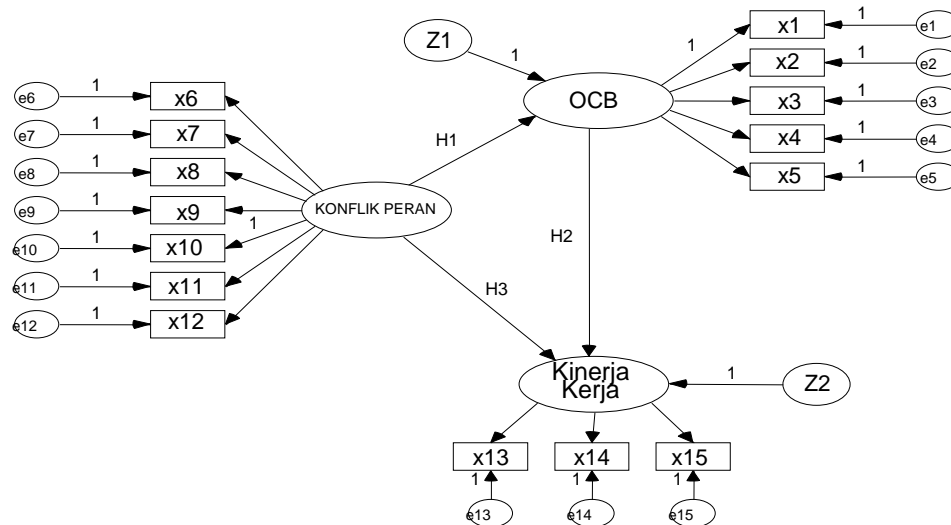 Z1
1
OCB
1
x1
1
e1
x2
1
e2
x3
1
e3
x4
1
e4
x5
1
e5
e6
1
x6
e7
1
x7
e8
1
x8
e9
1
x9
e10
1
x10
1
e11
1
x11
e12
1
x12
KONFLIK PERAN
H1
H2
H3
Kinerja
Kerja
1
Z2
x13
x14
x15
1
1
1
e13
e14
e15